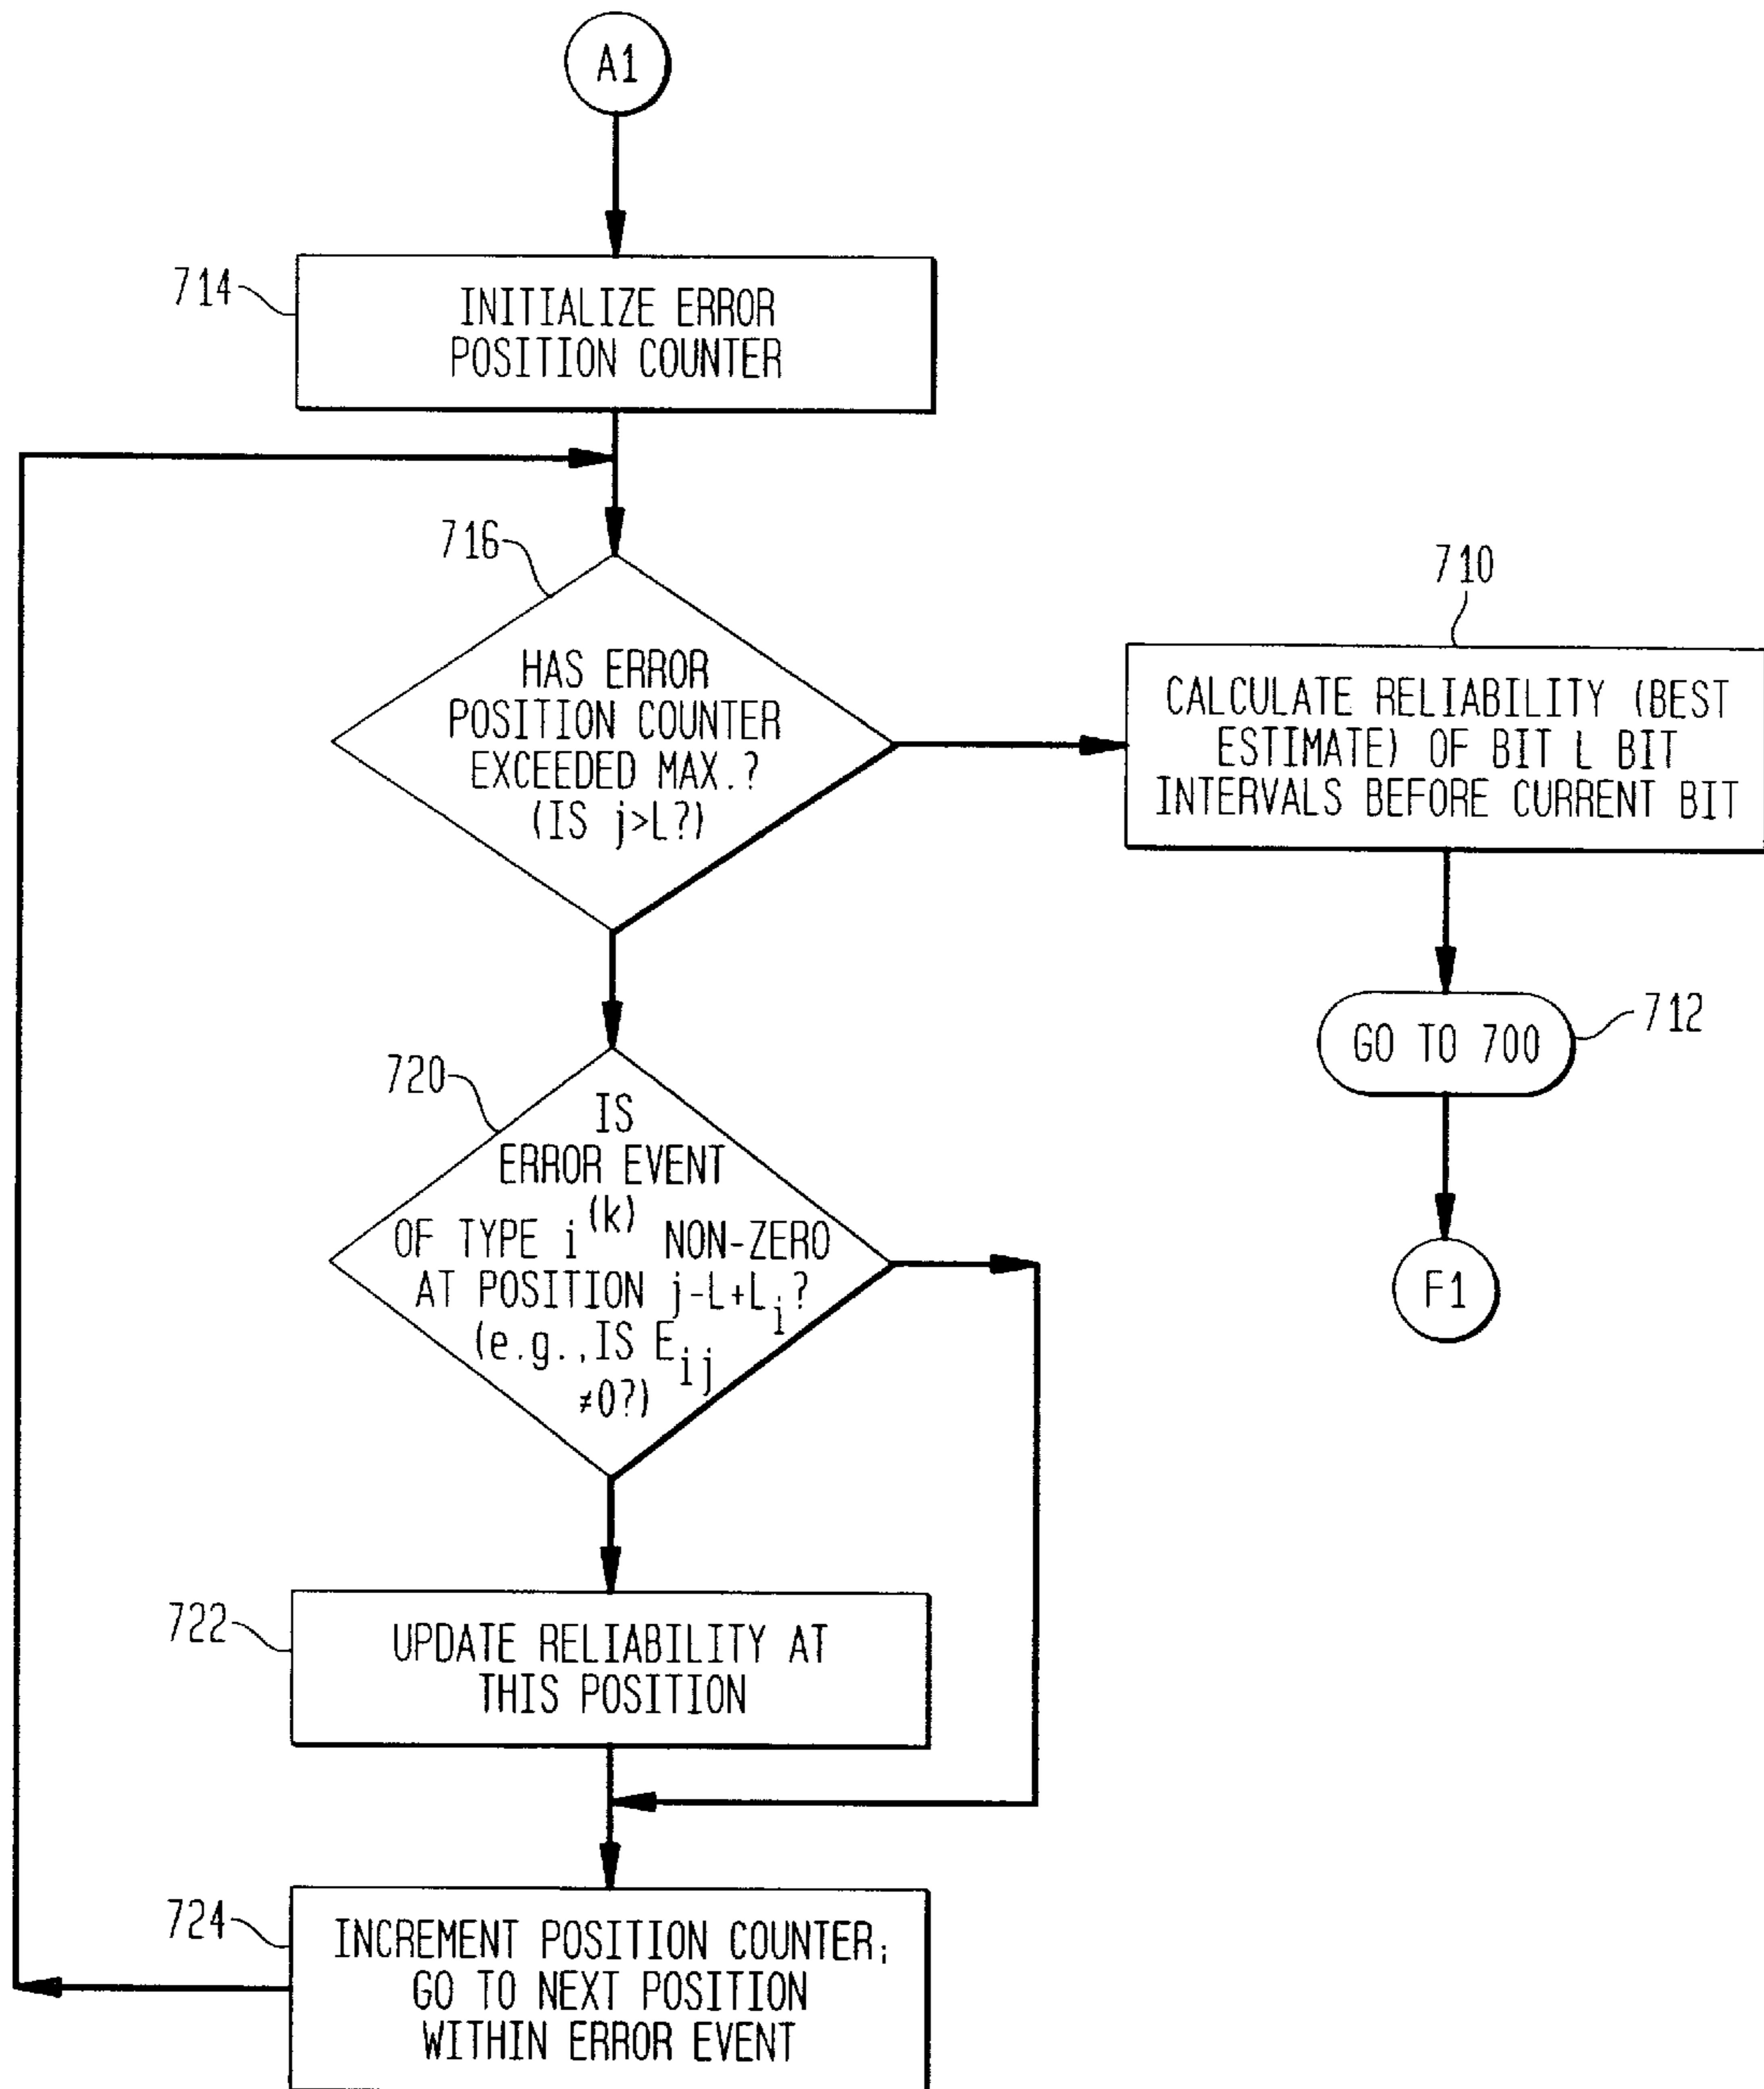 A1
714
INITIALIZE ERROR
POSITION COUNTER
716
HAS ERROR
POSITION COUNTER
EXCEEDED MAX.?
(IS j>L?)
710
CALCULATE RELIABILITY (BEST
ESTIMATE) OF BIT L BIT
INTERVALS BEFORE CURRENT BIT
GO TO 700
712
F1
720
IS
ERROR EVENT
OF TYPE i(k) NON-ZERO
AT POSITION j-L+Li?
(e.g.,IS Eij
≠0?)
722
UPDATE RELIABILITY AT
THIS POSITION
724
INCREMENT POSITION COUNTER;
GO TO NEXT POSITION
WITHIN ERROR EVENT